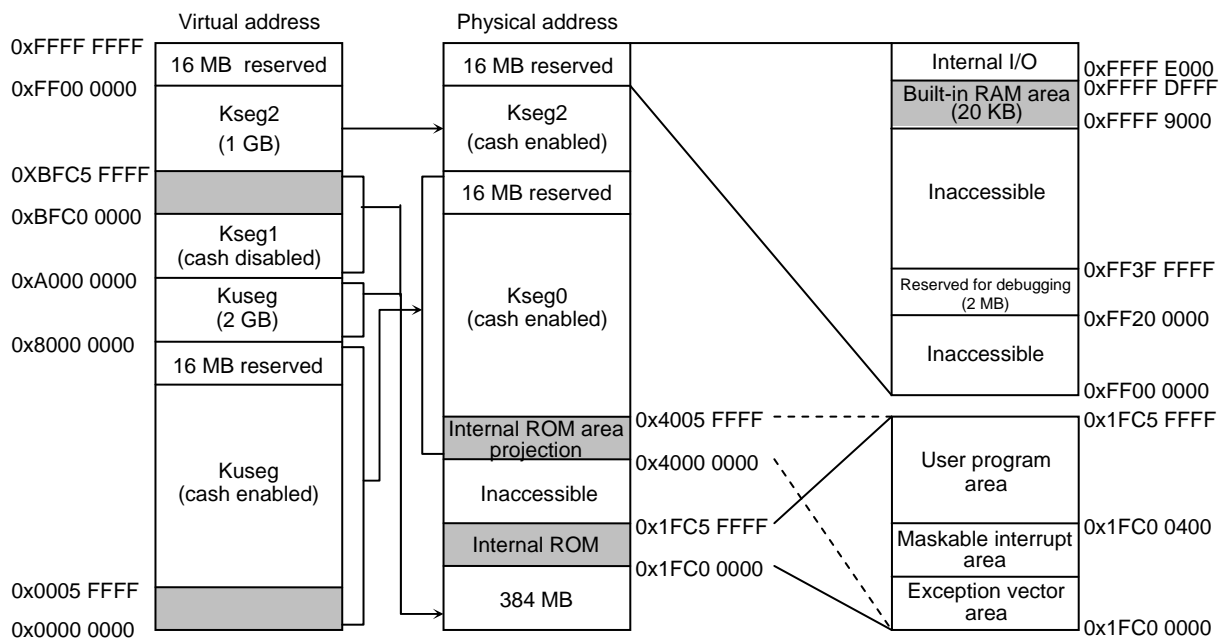 Virtual address
0xFFFF FFFF
16 MB reserved
0xFF00 0000
Kseg2
(1 GB)
0XBFC5 FFFF
0xBFC0 0000
Kseg1
(cash disabled)
0xA000 0000
Kuseg
(2 GB)
0x8000 0000
16 MB reserved
Kuseg
(cash enabled)
0x0005 FFFF
0x0000 0000
Physical address
16 MB reserved
Kseg2
(cash enabled)
16 MB reserved
Kseg0
(cash enabled)
Internal ROM area
projection
0x4005 FFFF
0x4000 0000
Inaccessible
0x1FC5 FFFF
Internal ROM
0x1FC0 0000
384 MB
Internal I/O
0xFFFF E000
0xFFFF DFFF
Built-in RAM area
(20 KB)
0xFFFF 9000
Inaccessible
0xFF3F FFFF
Reserved for debugging
(2 MB)
0xFF20 0000
Inaccessible
0xFF00 0000
0x1FC5 FFFF
User program
area
0x1FC0 0400
Maskable interrupt
area
Exception vector
area
0x1FC0 0000